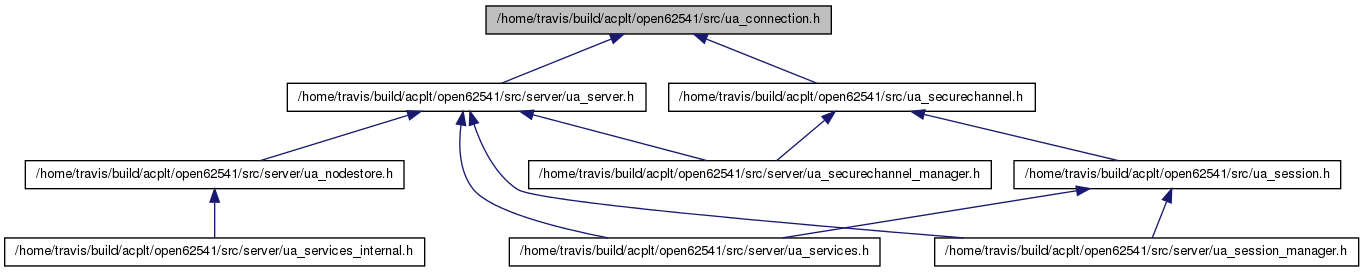 /home/travis/build/acplt/open62541/src/ua_connection.h
/home/travis/build/acplt/open62541/src/server/ua_server.h
/home/travis/build/acplt/open62541/src/ua_securechannel.h
/home/travis/build/acplt/open62541/src/server/ua_nodestore.h
/home/travis/build/acplt/open62541/src/server/ua_securechannel_manager.h
/home/travis/build/acplt/open62541/src/ua_session.h
/home/travis/build/acplt/open62541/src/server/ua_services_internal.h
/home/travis/build/acplt/open62541/src/server/ua_services.h
/home/travis/build/acplt/open62541/src/server/ua_session_manager.h